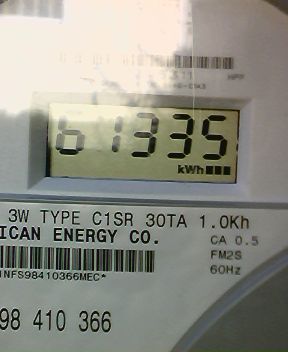 61335
kWh
3W TYPE C1SR 30TA 1.0Kh
ICAN ENERGY CO.
CA 0.5
FM2S
60Hz
1NFS98410366MEC*
98 410 366